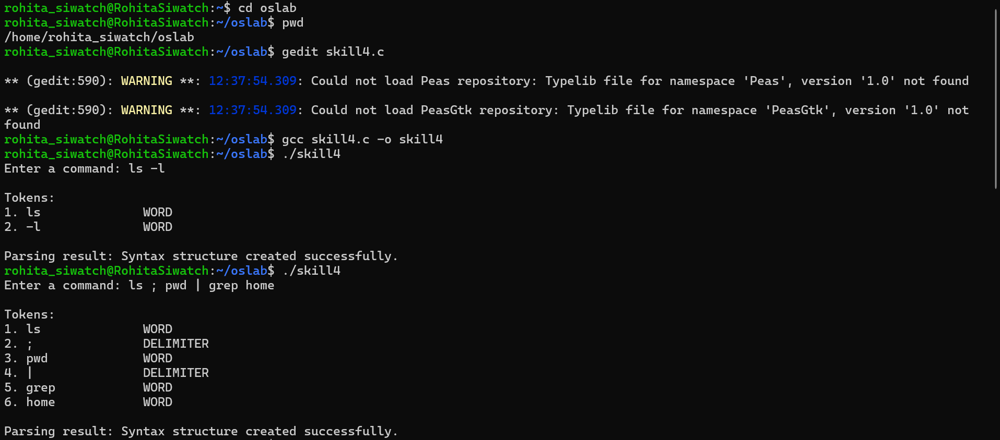 rohita_siwatch@RohitaSiwatch:~$ cd oslab
rohita_siwatch@RohitaSiwatch:~/oslab$ pwd
/home/rohita_siwatch/oslab
rohita_siwatch@RohitaSiwatch:~/oslab$ gedit skill4.c
** (gedit:590): WARNING **: 12:37:54.309: Could not load Peas repository: Typelib file for namespace 'Peas', version '1.0' not found
** (gedit:590): WARNING **: 12:37:54.309: Could not load PeasGtk repository: Typelib file for namespace 'PeasGtk', version '1.0' not
found
rohita_siwatch@RohitaSiwatch:~/oslab$ gcc skill4.c -o skill4
rohita_siwatch@RohitaSiwatch:~/oslab$ ./skill4
Enter a command: ls -l
Tokens:
1. ls WORD
2. -l WORD
Parsing result: Syntax structure created successfully.
rohita_siwatch@RohitaSiwatch:~/oslab$ ./skill4
Enter a command: ls ; pwd | grep home
Tokens:
1. ls WORD
2. ; DELIMITER
3. pwd WORD
4. | DELIMITER
5. grep WORD
6. home WORD
Parsing result: Syntax structure created successfully.